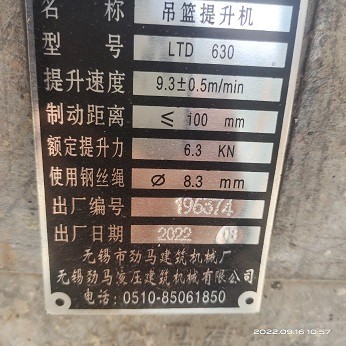 名 称 吊篮提升机
型 号 LTD 630
提升速度 9.3±0.5m/min
制动距离 ≤ 100 mm
额定提升力 6.3 KN
使用钢丝绳 Ø 8.3 mm
出厂编号 196374
出厂日期 2022 08
无锡市劲马建筑机械厂
无锡劲马液压建筑机械有限公司
电话:0510-85061850
2022.09.16 10:57